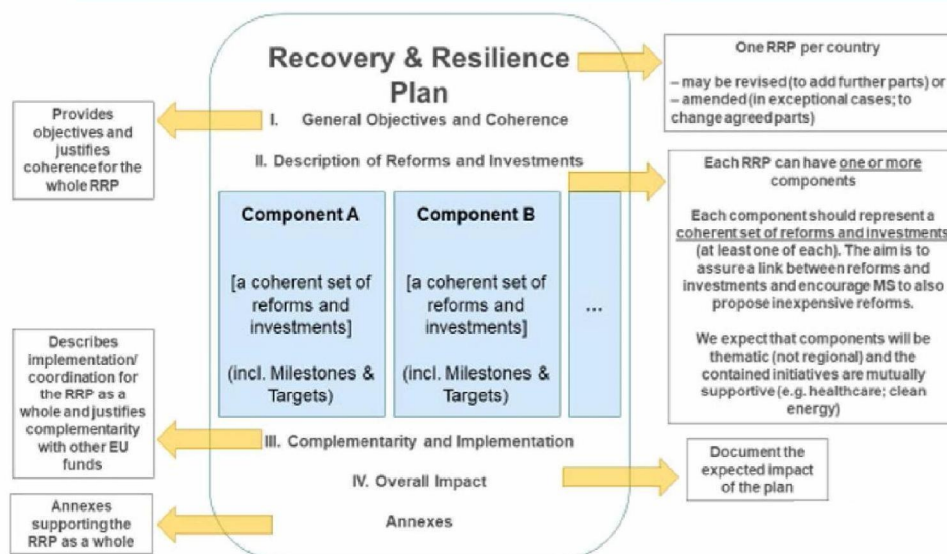 Recovery & Resilience
Plan
I. General Objectives and Coherence
II. Description of Reforms and Investments
Component A
[a coherent set of
reforms and
investments]
(incl. Milestones &
Targets)
Component B
[a coherent set of
reforms and
investments]
(incl. Milestones &
Targets)
...
III. Complementarity and Implementation
IV. Overall Impact
Annexes
Provides
objectives and
justifies
coherence for the
whole RRP
Describes
implementation/
coordination for
the RRP as a
whole and justifies
complementarity
with other EU
funds
Annexes
supporting the
RRP as a whole
One RRP per country
– may be revised (to add further parts) or
– amended (in exceptional cases; to
change agreed parts)
Each RRP can have one or more
components
Each component should represent a
coherent set of reforms and investments
(at least one of each). The aim is to
assure a link between reforms and
investments and encourage MS to also
propose inexpensive reforms.
We expect that components will be
thematic (not regional) and the
contained initiatives are mutually
supportive (e.g. healthcare; clean
energy)
Document the
expected impact
of the plan